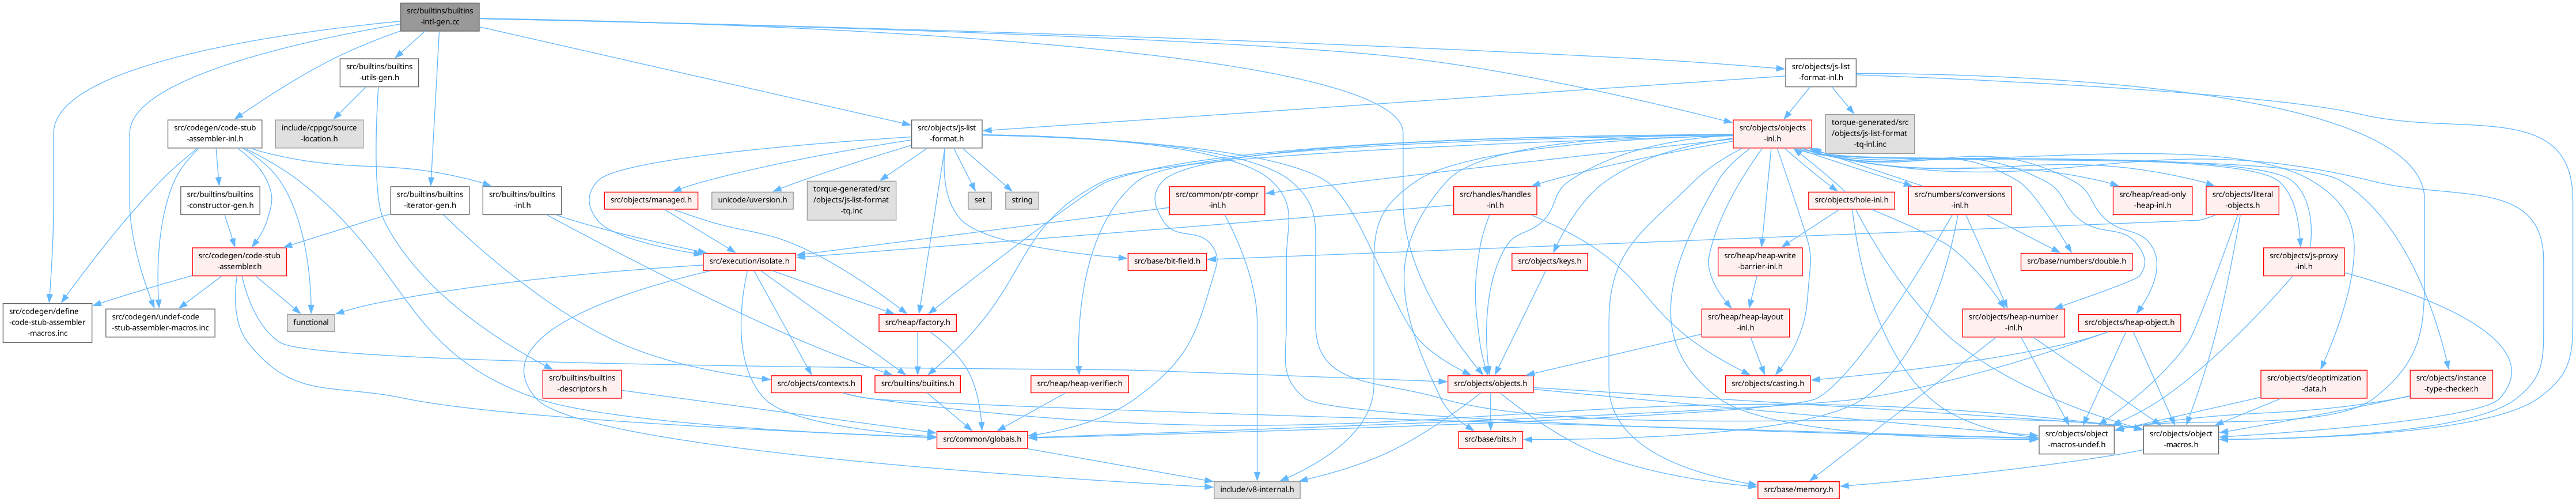 src/builtins/builtins
-intl-gen.cc
src/builtins/builtins
-utils-gen.h
src/objects/js-list
-format-inl.h
src/codegen/code-stub
-assembler-inl.h
include/cppgc/source
-location.h
src/objects/js-list
-format.h
src/objects/objects
-inl.h
torque-generated/src
/objects/js-list-format
-tq-inl.inc
src/builtins/builtins
-constructor-gen.h
src/builtins/builtins
-iterator-gen.h
src/builtins/builtins
-inl.h
src/objects/managed.h
unicode/uversion.h
torque-generated/src
/objects/js-list-format
-tq.inc
set
string
src/common/ptr-compr
-inl.h
src/handles/handles
-inl.h
src/objects/hole-inl.h
src/numbers/conversions
-inl.h
src/heap/read-only
-heap-inl.h
src/objects/literal
-objects.h
src/codegen/code-stub
-assembler.h
src/execution/isolate.h
src/base/bit-field.h
src/objects/keys.h
src/heap/heap-write
-barrier-inl.h
src/base/numbers/double.h
src/objects/js-proxy
-inl.h
src/codegen/define
-code-stub-assembler
-macros.inc
src/codegen/undef-code
-stub-assembler-macros.inc
functional
src/heap/factory.h
src/heap/heap-layout
-inl.h
src/objects/heap-number
-inl.h
src/objects/heap-object.h
src/builtins/builtins
-descriptors.h
src/objects/contexts.h
src/builtins/builtins.h
src/heap/heap-verifier.h
src/objects/objects.h
src/objects/casting.h
src/objects/deoptimization
-data.h
src/objects/instance
-type-checker.h
src/common/globals.h
src/base/bits.h
src/objects/object
-macros-undef.h
src/objects/object
-macros.h
include/v8-internal.h
src/base/memory.h